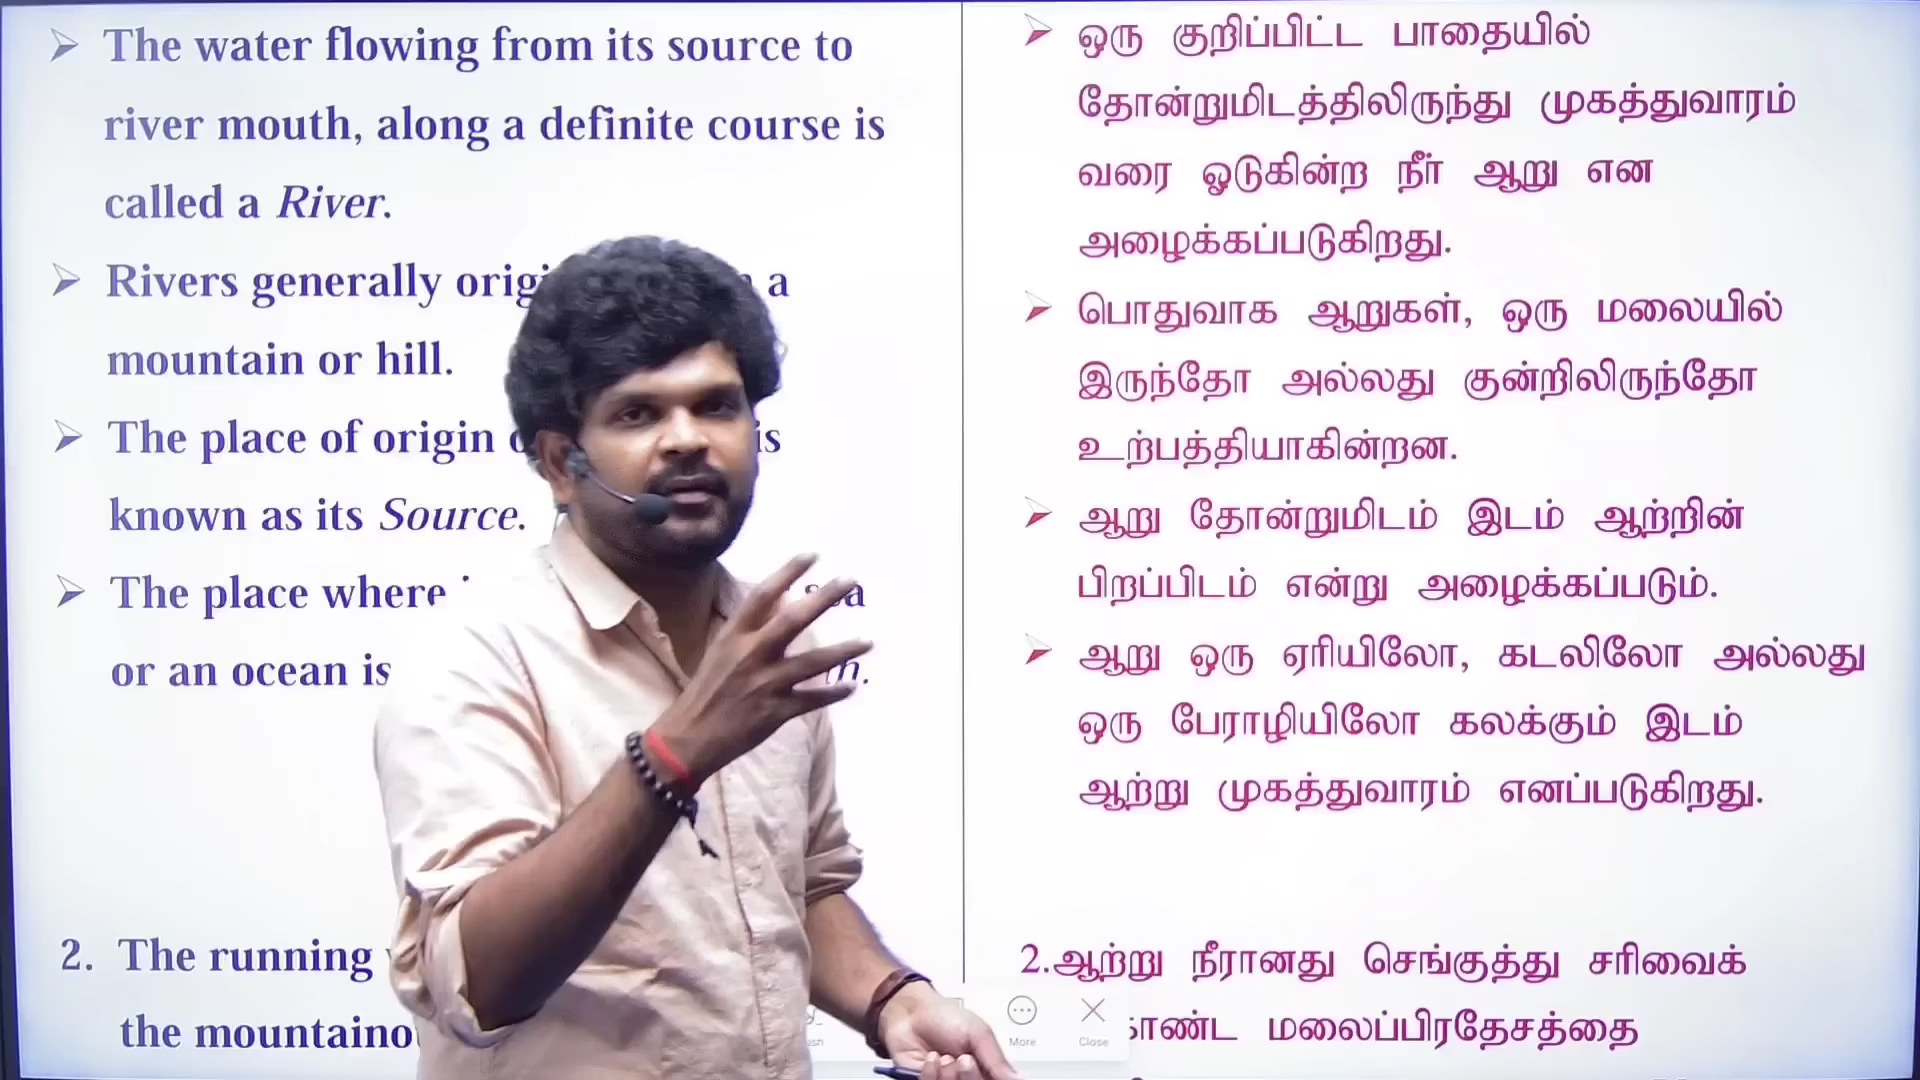 ➢ The water flowing from its source to
river mouth, along a definite course is
called a River.
➢ Rivers generally a
mountain or hill.
➢ The place of origin is
known as its Source.
➢ The place where
or an ocean is
2. The running
the
➢ ஒரு குறிப்பிட்ட பாதையில்
தோன்றுமிடத்திலிருந்து முகத்துவாரம்
வரை ஓடுகின்ற நீர் ஆறு என
அழைக்கப்படுகிறது.
➢ பொதுவாக ஆறுகள், ஒரு மலையில்
இருந்தோ அல்லது குன்றிலிருந்தோ
உற்பத்தியாகின்றன.
➢ ஆறு தோன்றுமிடம் இடம் ஆற்றின்
பிறப்பிடம் என்று அழைக்கப்படும்.
➢ ஆறு ஒரு ஏரியிலோ, கடலிலோ அல்லது
ஒரு பேராழியிலோ கலக்கும் இடம்
ஆற்று முகத்துவாரம் எனப்படுகிறது.
2.ஆற்று நீரானது செங்குத்து சரிவைக்
மலைப்பிரதேசத்தை
More Close